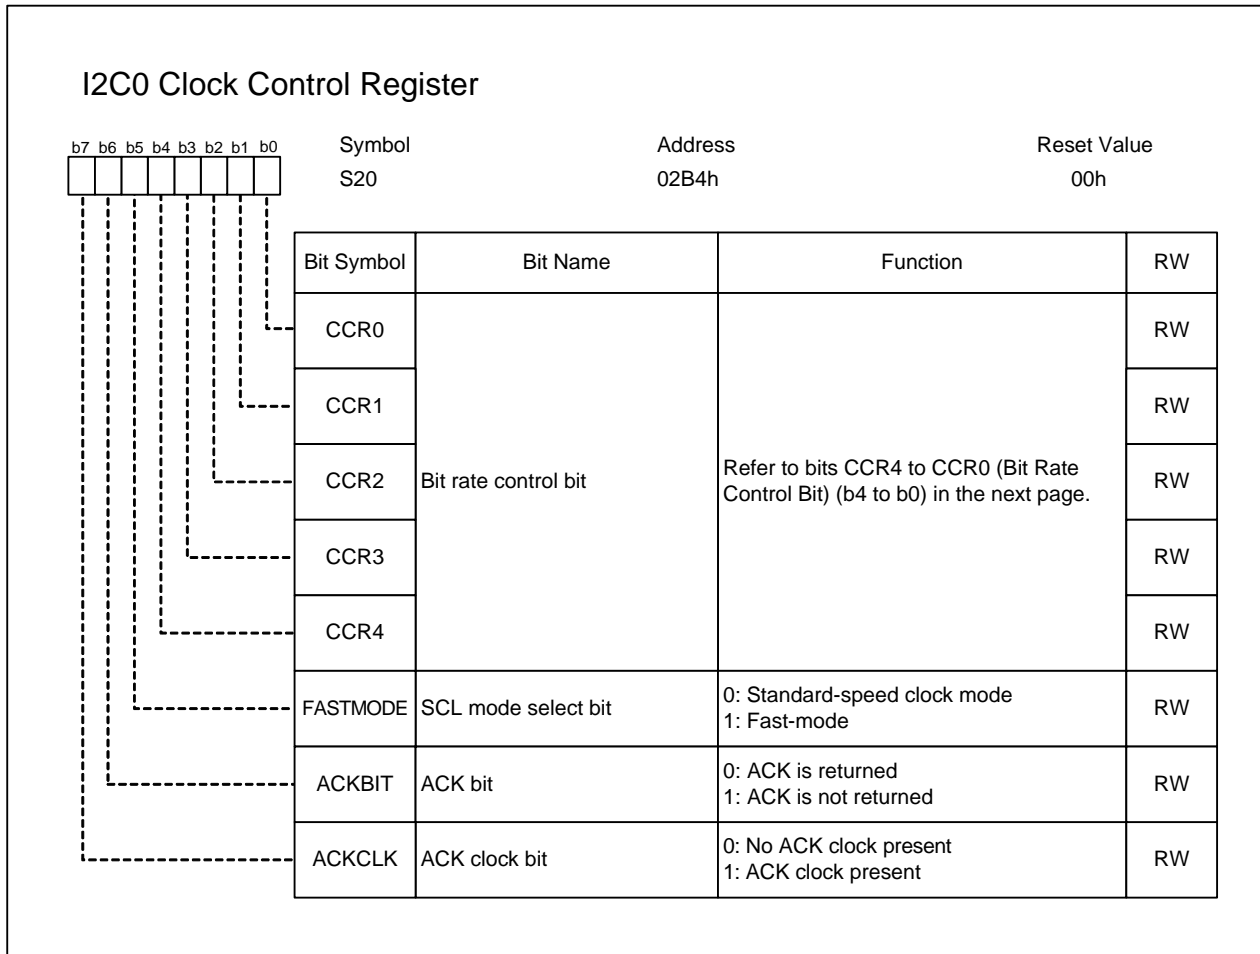 I2C0 Clock Control Register
b7 b6 b5 b4 b3 b2 b1 b0
Symbol Address Reset Value
S20 02B4h 00h
Bit Symbol Bit Name Function RW
CCR0 RW
CCR1 RW
CCR2 Bit rate control bit Refer to bits CCR4 to CCR0 (Bit Rate
Control Bit) (b4 to b0) in the next page. RW
CCR3 RW
CCR4 RW
FASTMODE SCL mode select bit 0: Standard-speed clock mode
1: Fast-mode RW
ACKBIT ACK bit 0: ACK is returned
1: ACK is not returned RW
ACKCLK ACK clock bit 0: No ACK clock present
1: ACK clock present RW